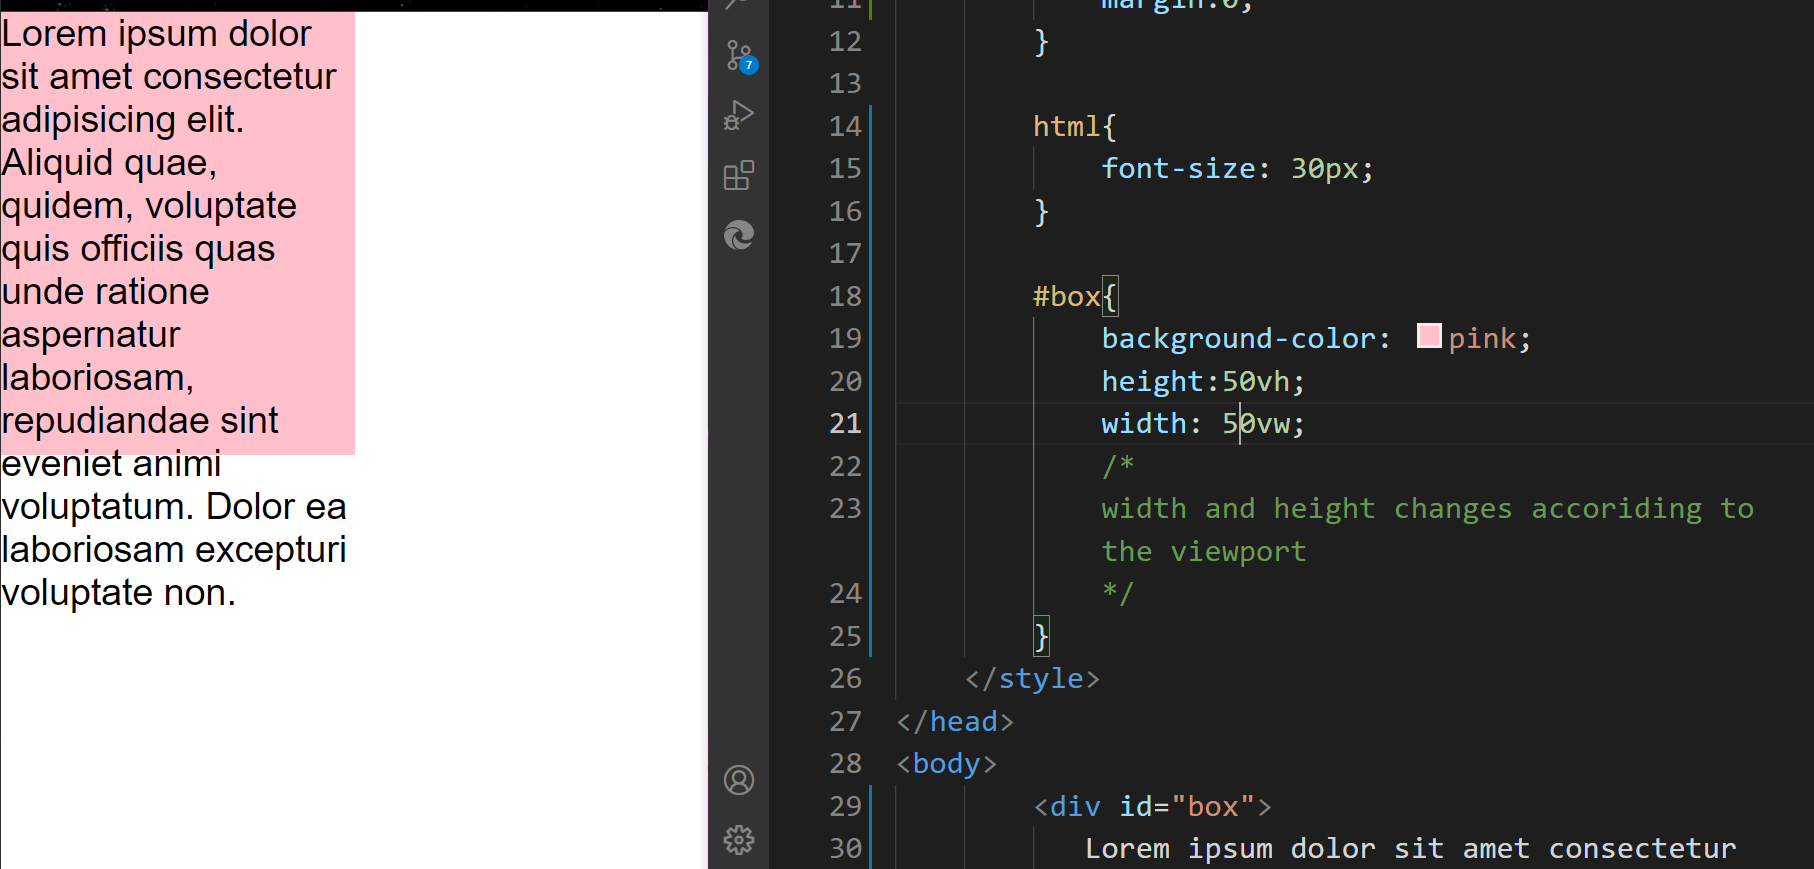 Lorem ipsum dolor
sit amet consectetur
adipisicing elit.
Aliquid quae,
quidem, voluptate
quis officiis quas
unde ratione
aspernatur
laboriosam,
repudiandae sint
eveniet animi
voluptatum. Dolor ea
laboriosam excepturi
voluptate non.
7
11 margin:0;
12 }
13
14 html{
15 font-size: 30px;
16 }
17
18 #box{
19 background-color: pink;
20 height:50vh;
21 width: 50vw;
22 /*
23 width and height changes accoriding to
the viewport
24 */
25 }
26 </style>
27 </head>
28 <body>
29 <div id="box">
30 Lorem ipsum dolor sit amet consectetur